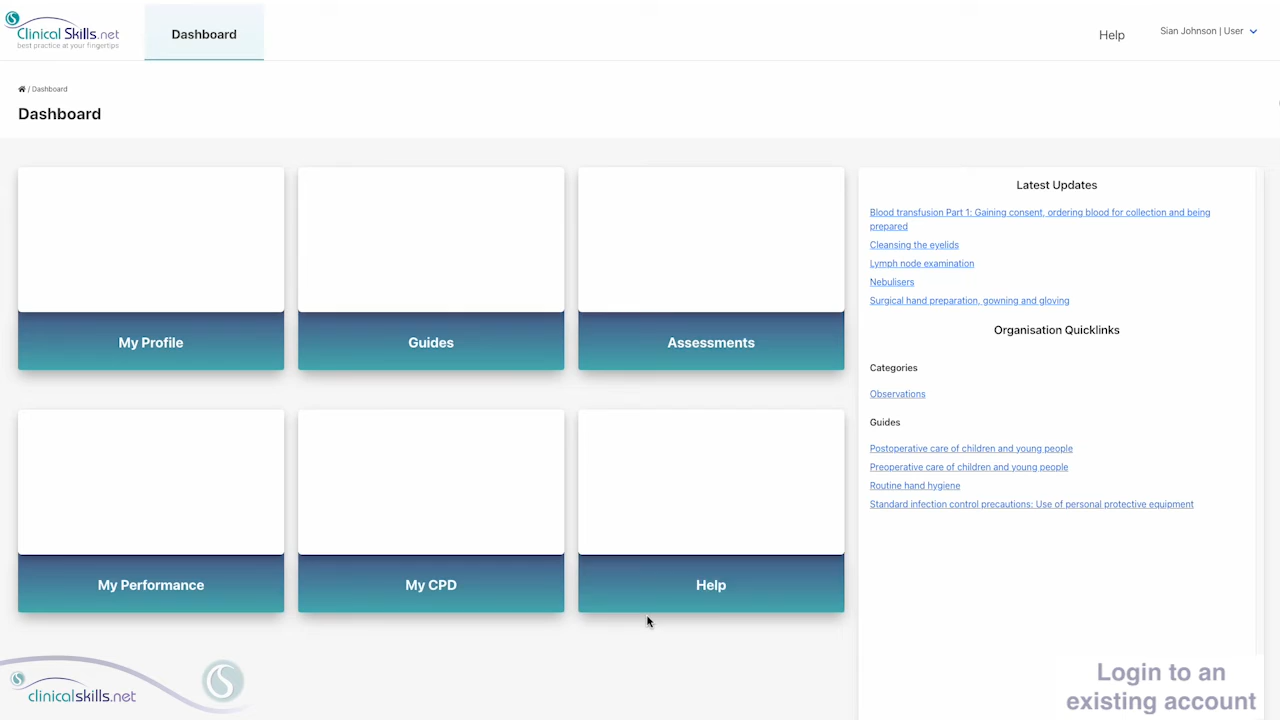 Clinical Skills.net
best practice at your fingertips
Dashboard
Help
Sian Johnson | User
/ Dashboard
Dashboard
My Profile
Guides
Assessments
My Performance
My CPD
Help
Latest Updates
Blood transfusion Part 1: Gaining consent, ordering blood for collection and being
prepared
Cleansing the eyelids
Lymph node examination
Nebulisers
Surgical hand preparation, gowning and gloving
Organisation Quicklinks
Categories
Observations
Guides
Postoperative care of children and young people
Preoperative care of children and young people
Routine hand hygiene
Standard infection control precautions: Use of personal protective equipment
clinicalskills.net
Login to an
existing account